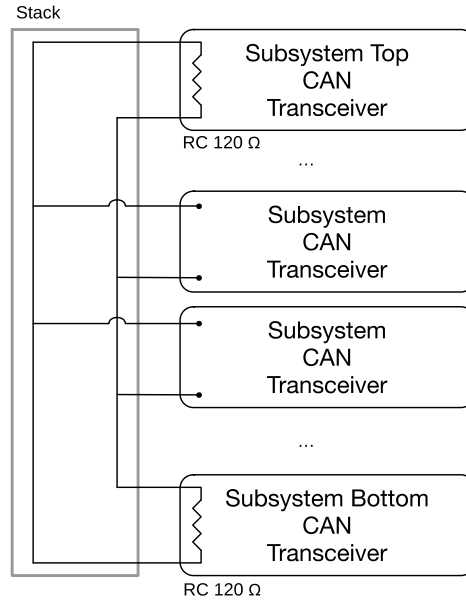 Stack
Subsystem Top
CAN
Transceiver
RC 120 Ω
...
Subsystem
CAN
Transceiver
Subsystem
CAN
Transceiver
...
Subsystem Bottom
CAN
Transceiver
RC 120 Ω